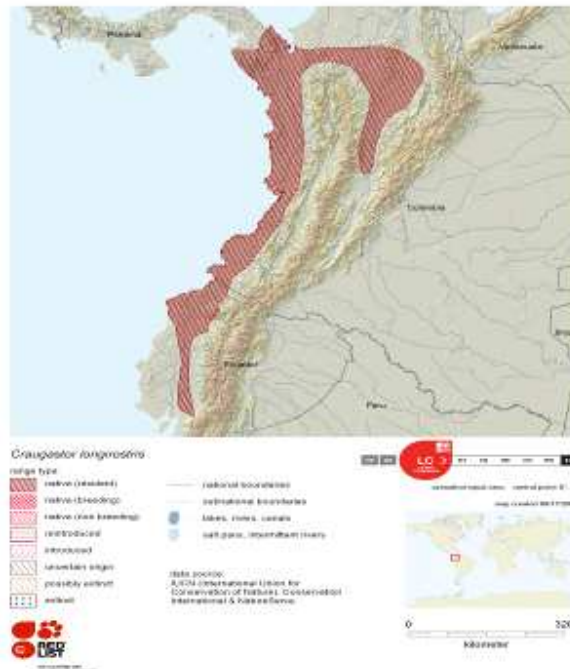 Panama
Venezuela
Colombia
Ecuador
Peru
Craugastor longirostris
range type
native (resident)
native (breeding)
native (non breeding)
reintroduced
introduced
uncertain origin
possibly extinct
extinct
national boundaries
subnational boundaries
lakes, rivers, canals
salt pans, intermittent rivers
data source:
IUCN (International Union for
Conservation of Nature), Conservation
International & NatureServe
LC
0
320
kilometer
RED
LIST